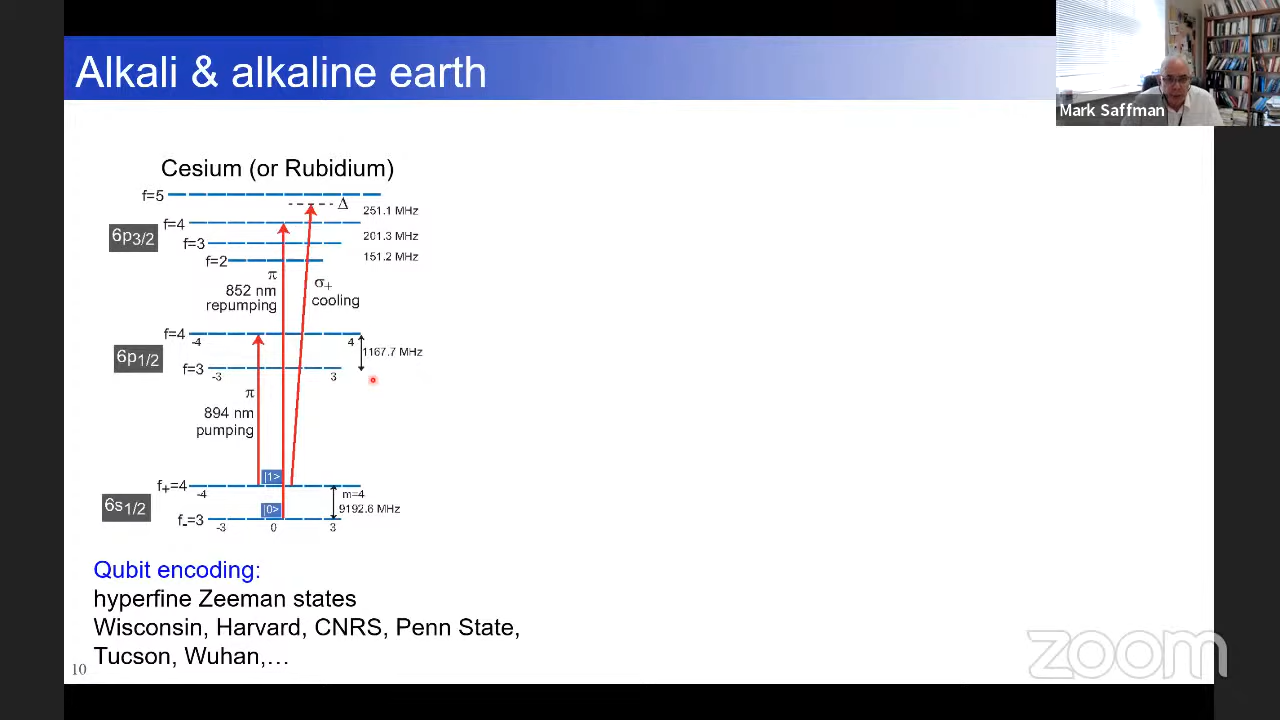 Alkali & alkaline earth
Mark Saffman
Cesium (or Rubidium)
f=5
Δ
251.1 MHz
f=4
6p3/2
201.3 MHz
f=3
151.2 MHz
f=2
π
852 nm
repumping
σ+
cooling
f=4
-4
4
6p1/2
1167.7 MHz
f=3
-3
3
π
894 nm
pumping
|1>
f+=4
-4
m=4
6s1/2
|0>
9192.6 MHz
f-=3
-3
0
3
Qubit encoding:
hyperfine Zeeman states
Wisconsin, Harvard, CNRS, Penn State,
Tucson, Wuhan,…
10
zoom